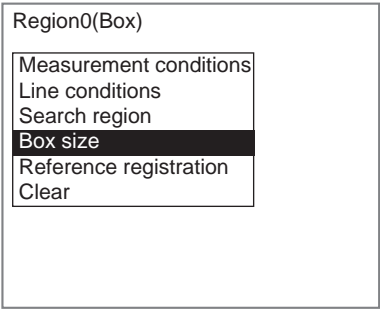 Region0(Box)
Measurement conditions
Line conditions
Search region
Box size
Reference registration
Clear